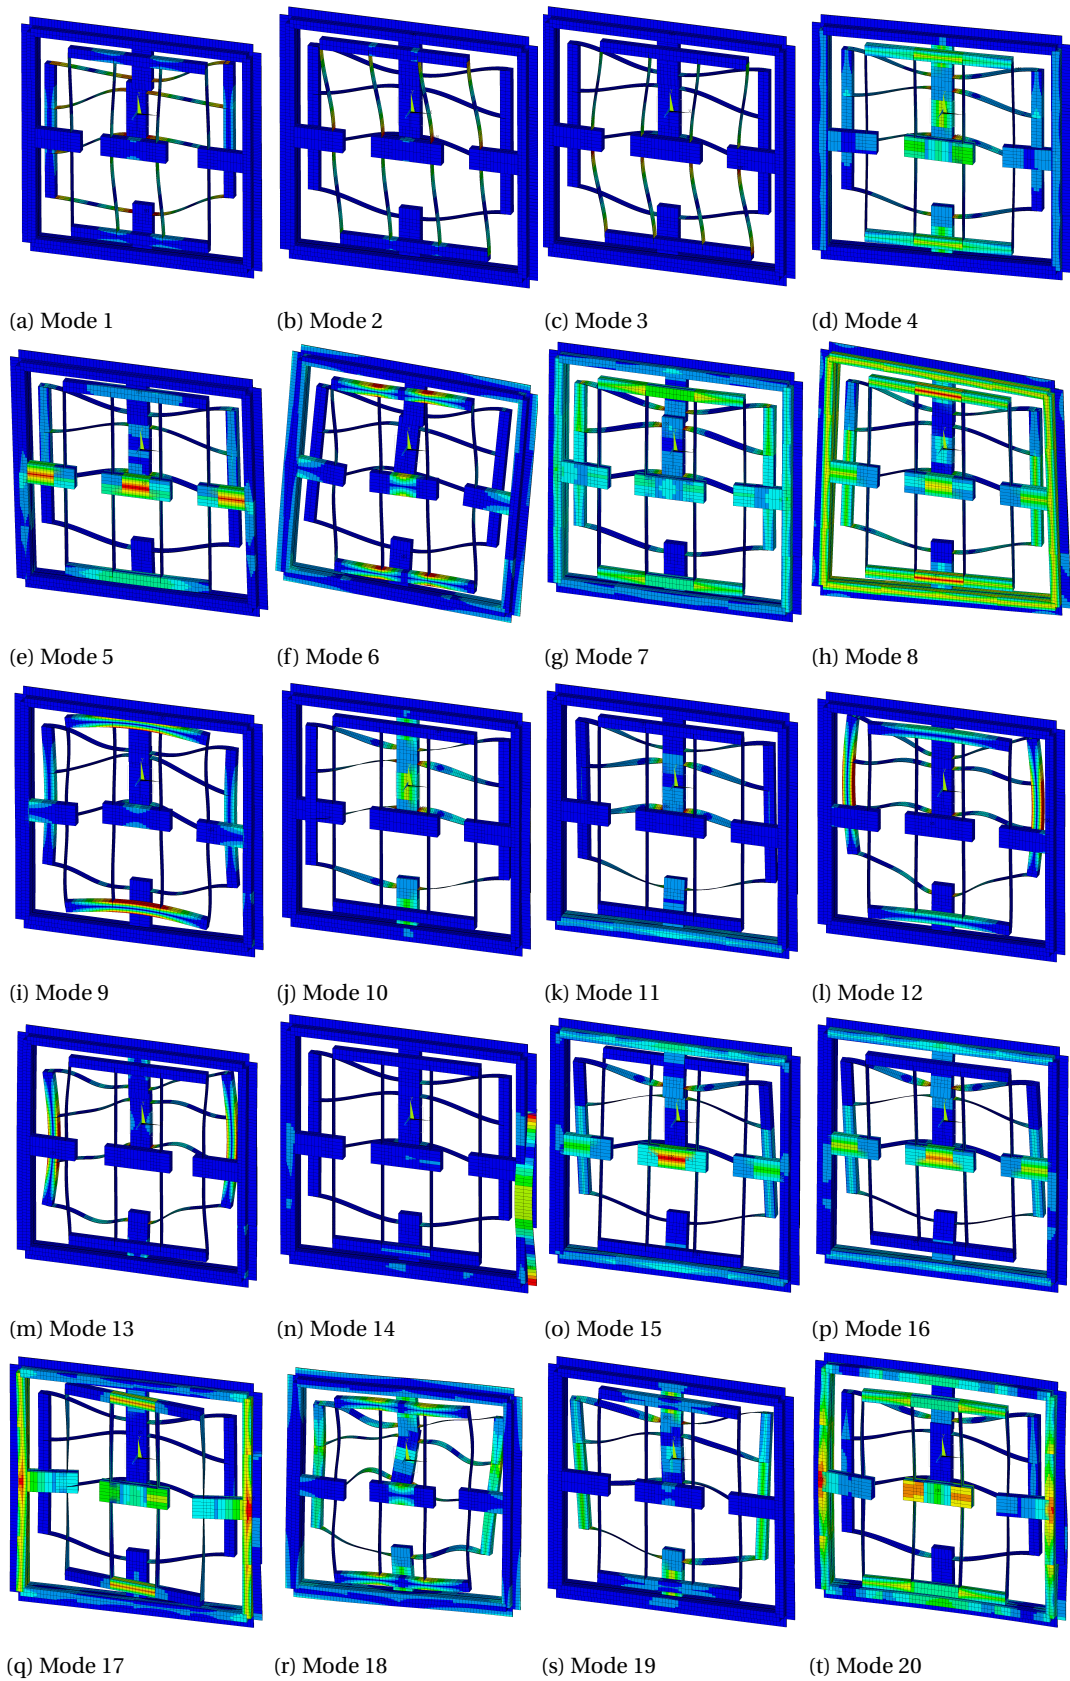 (a) Mode 1
(b) Mode 2
(c) Mode 3
(d) Mode 4
(e) Mode 5
(f) Mode 6
(g) Mode 7
(h) Mode 8
(i) Mode 9
(j) Mode 10
(k) Mode 11
(l) Mode 12
(m) Mode 13
(n) Mode 14
(o) Mode 15
(p) Mode 16
(q) Mode 17
(r) Mode 18
(s) Mode 19
(t) Mode 20